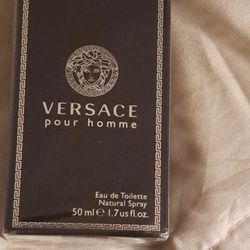 VERSACE
pour homme
Eau de Toilette
Natural Spray
50 ml ℮ 1.7 us fl.oz.